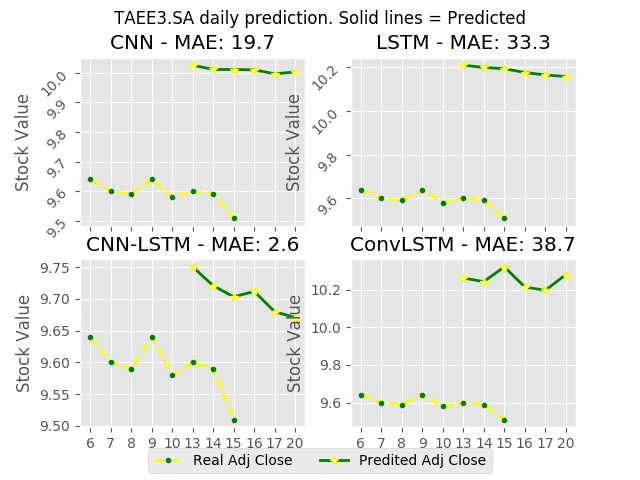 TAEE3.SA daily prediction. Solid lines = Predicted
CNN - MAE: 19.7
Stock Value
10.0
9.9
9.8
9.7
9.6
9.5
LSTM - MAE: 33.3
Stock Value
10.2
10.0
9.8
9.6
CNN-LSTM - MAE: 2.6
Stock Value
9.75
9.70
9.65
9.60
9.55
9.50
6 7 8 9 10 13 14 15 16 17 20
ConvLSTM - MAE: 38.7
Stock Value
10.2
10.0
9.8
9.6
6 7 8 9 10 13 14 15 16 17 20
Real Adj Close Predited Adj Close